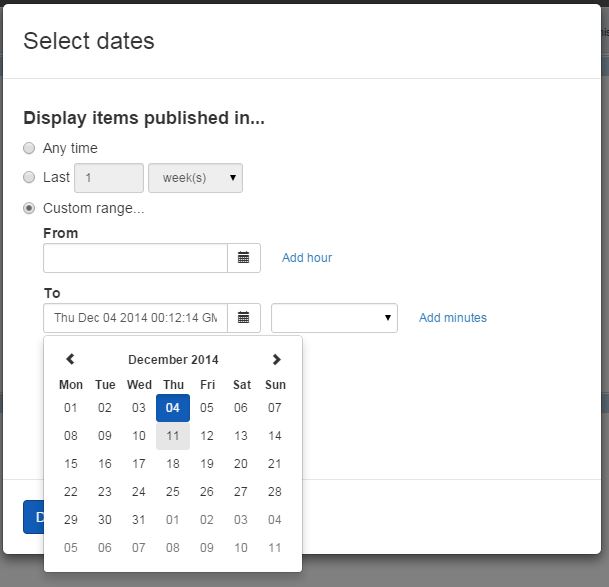 Select dates
Display items published in...
Any time
Last 1 week(s)
Custom range...
From
Add hour
To
Thu Dec 04 2014 00:12:14 GM
Add minutes
December 2014
Mon Tue Wed Thu Fri Sat Sun
01 02 03 04 05 06 07
08 09 10 11 12 13 14
15 16 17 18 19 20 21
22 23 24 25 26 27 28
29 30 31 01 02 03 04
05 06 07 08 09 10 11